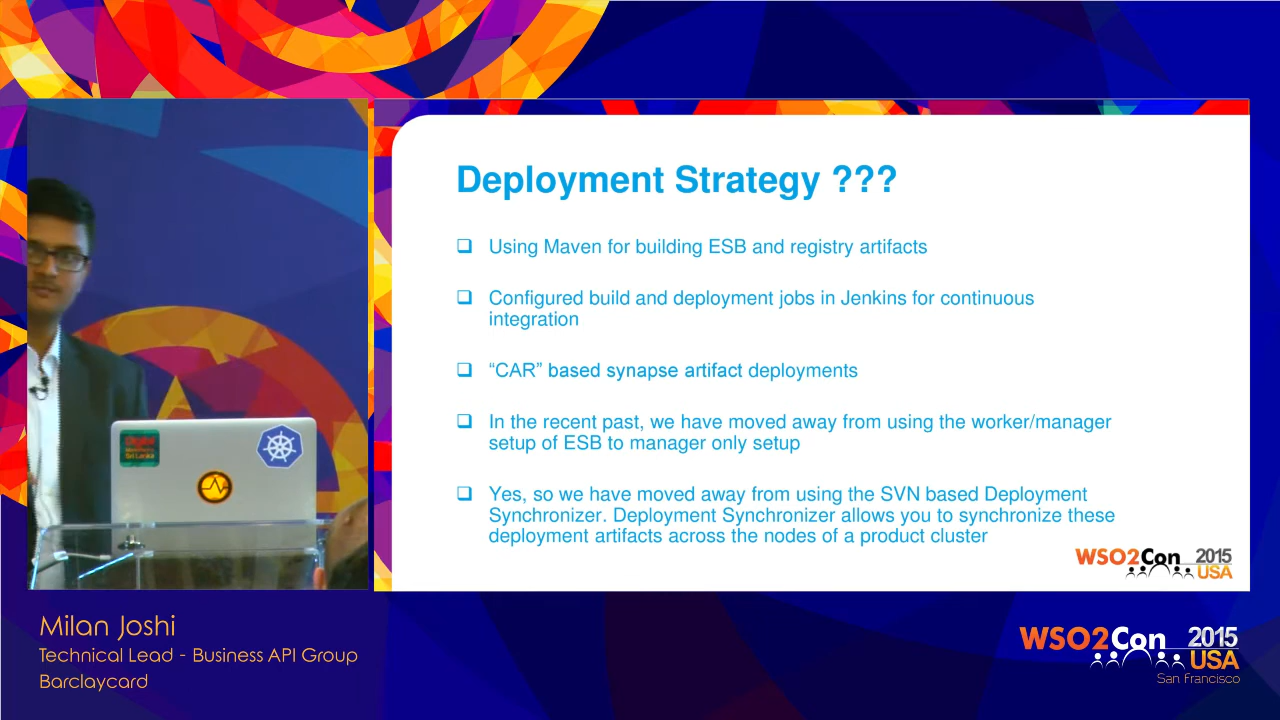 Deployment Strategy ???
Using Maven for building ESB and registry artifacts
Configured build and deployment jobs in Jenkins for continuous
integration
“CAR” based synapse artifact deployments
In the recent past, we have moved away from using the worker/manager
setup of ESB to manager only setup
Yes, so we have moved away from using the SVN based Deployment
Synchronizer. Deployment Synchronizer allows you to synchronize these
deployment artifacts across the nodes of a product cluster
WSO2Con 2015
USA
Milan Joshi
Technical Lead - Business API Group
Barclaycard
WSO2Con 2015
USA
San Francisco